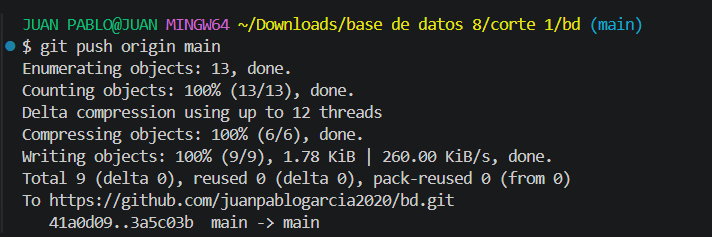 JUAN PABLO@JUAN MINGW64 ~/Downloads/base de datos 8/corte 1/bd (main)
$ git push origin main
Enumerating objects: 13, done.
Counting objects: 100% (13/13), done.
Delta compression using up to 12 threads
Compressing objects: 100% (6/6), done.
Writing objects: 100% (9/9), 1.78 KiB | 260.00 KiB/s, done.
Total 9 (delta 0), reused 0 (delta 0), pack-reused 0 (from 0)
To https://github.com/juanpablogarcia2020/bd.git
   41a0d09..3a5c03b  main -> main